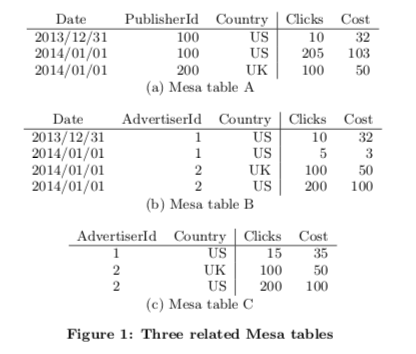 Date PublisherId Country Clicks Cost
2013/12/31 100 US 10 32
2014/01/01 100 US 205 103
2014/01/01 200 UK 100 50
(a) Mesa table A
Date AdvertiserId Country Clicks Cost
2013/12/31 1 US 10 32
2014/01/01 1 US 5 3
2014/01/01 2 UK 100 50
2014/01/01 2 US 200 100
(b) Mesa table B
AdvertiserId Country Clicks Cost
1 US 15 35
2 UK 100 50
2 US 200 100
(c) Mesa table C
Figure 1: Three related Mesa tables